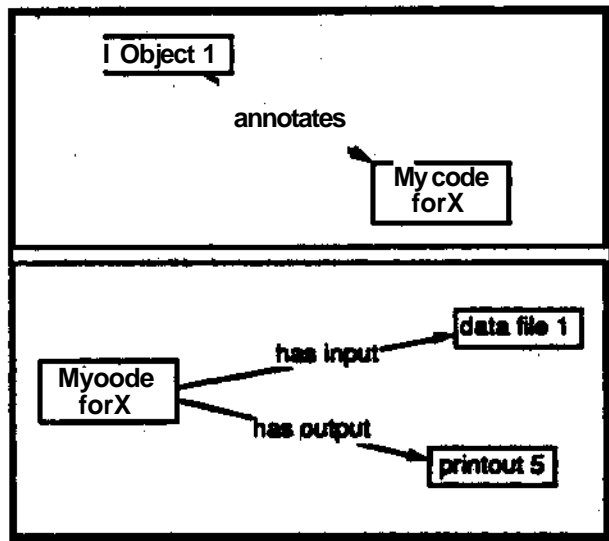 I Object 1
annotates
My code
forX
data file 1
has input
Myoode
forX
has output
printout 5